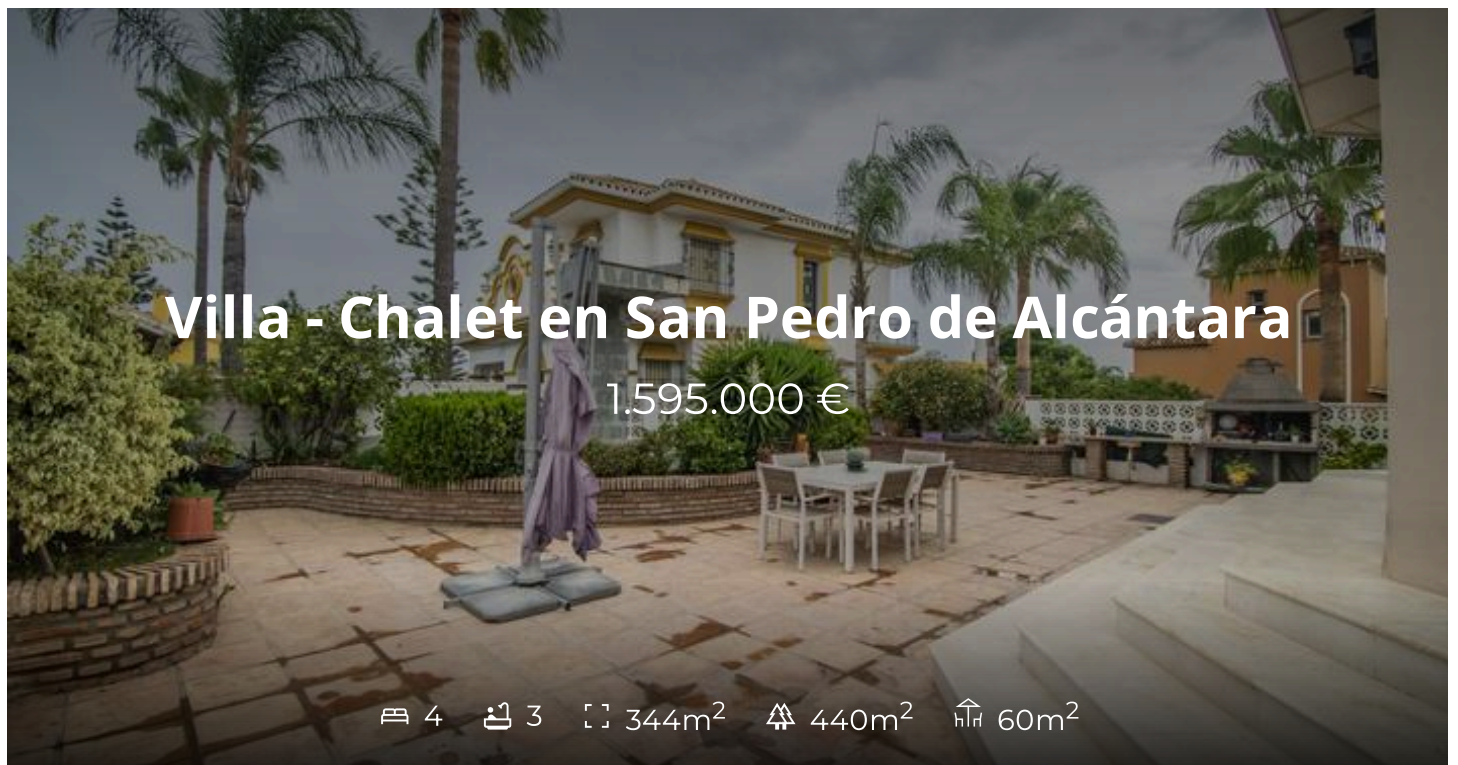 Villa - Chalet en San Pedro de Alcántara
1.595.000 €
4 3 344m² 440m² 60m²